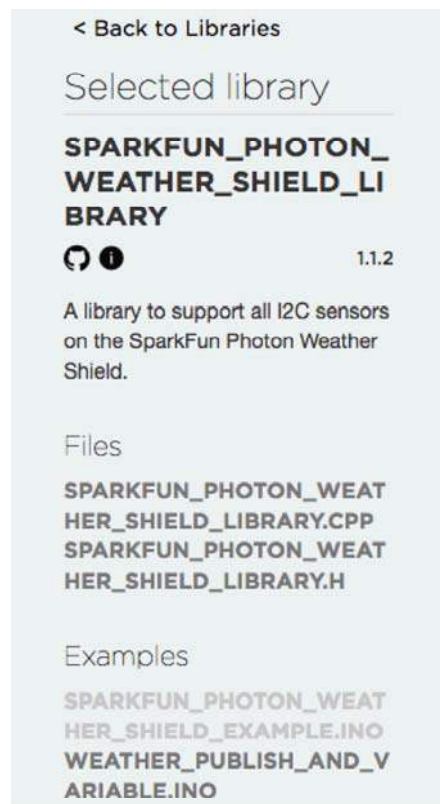 < Back to Libraries
Selected library
SPARKFUN_PHOTON_
WEATHER_SHIELD_LI
BRARY
1.1.2
A library to support all I2C sensors
on the SparkFun Photon Weather
Shield.
Files
SPARKFUN_PHOTON_WEAT
HER_SHIELD_LIBRARY.CPP
SPARKFUN_PHOTON_WEAT
HER_SHIELD_LIBRARY.H
Examples
SPARKFUN_PHOTON_WEAT
HER_SHIELD_EXAMPLE.INO
WEATHER_PUBLISH_AND_V
ARIABLE.INO